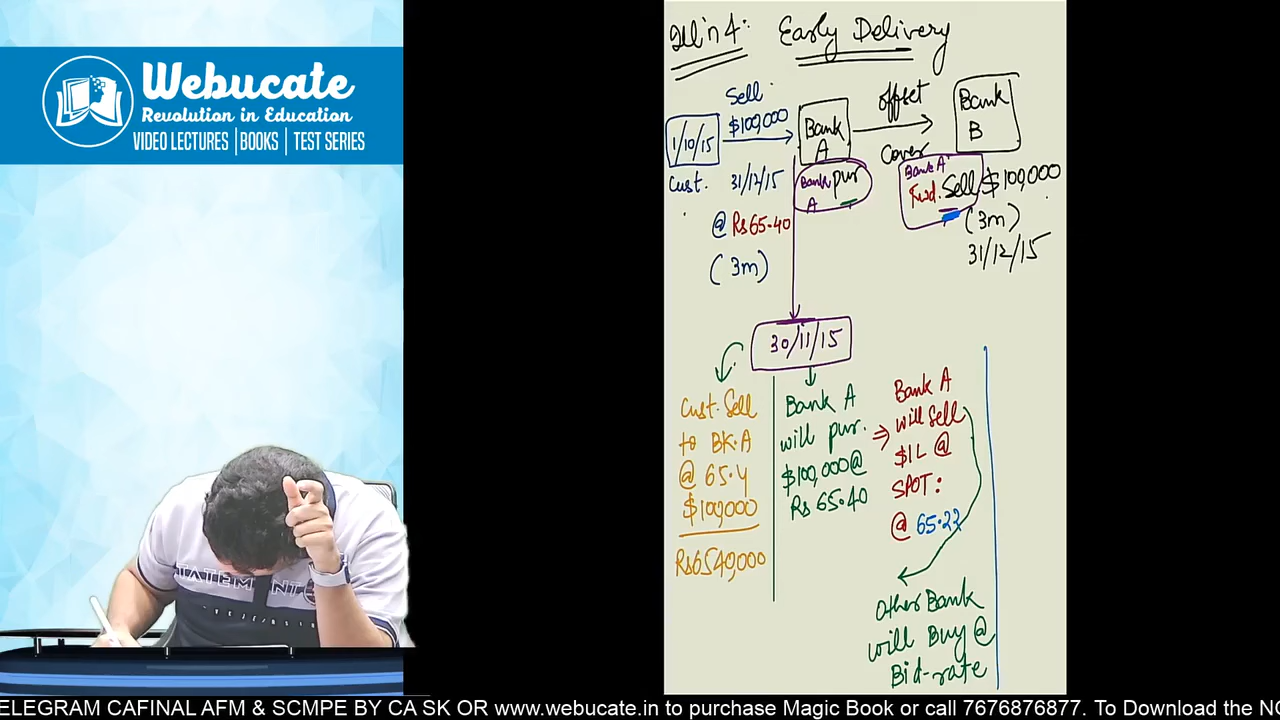 Webucate
Revolution in Education
VIDEO LECTURES | BOOKS | TEST SERIES
Ill'n 4: Early Delivery
1/10/15
Cust.
Sell
$100,000
31/12/15
@ Rs 65.40
(3m)
Bank
A
Bank pur
A
offset
Cover
Bank
B
Bank A
Fwd. Sell $100,000
(3m)
31/12/15
30/11/15
Cust. Sell
to BK. A
@ 65.4
$100,000
Rs 6540,000
Bank A
will pur.
$100,000 @
Rs 65.40
⇒ Bank A
will Sell
$1L @
SPOT:
@ 65.22
Other Bank
will Buy @
Bid-rate
TATEMENT
ELEGRAM CAFINAL AFM & SCMPE BY CA SK OR www.webucate.in to purchase Magic Book or call 7676876877. To Download the NO